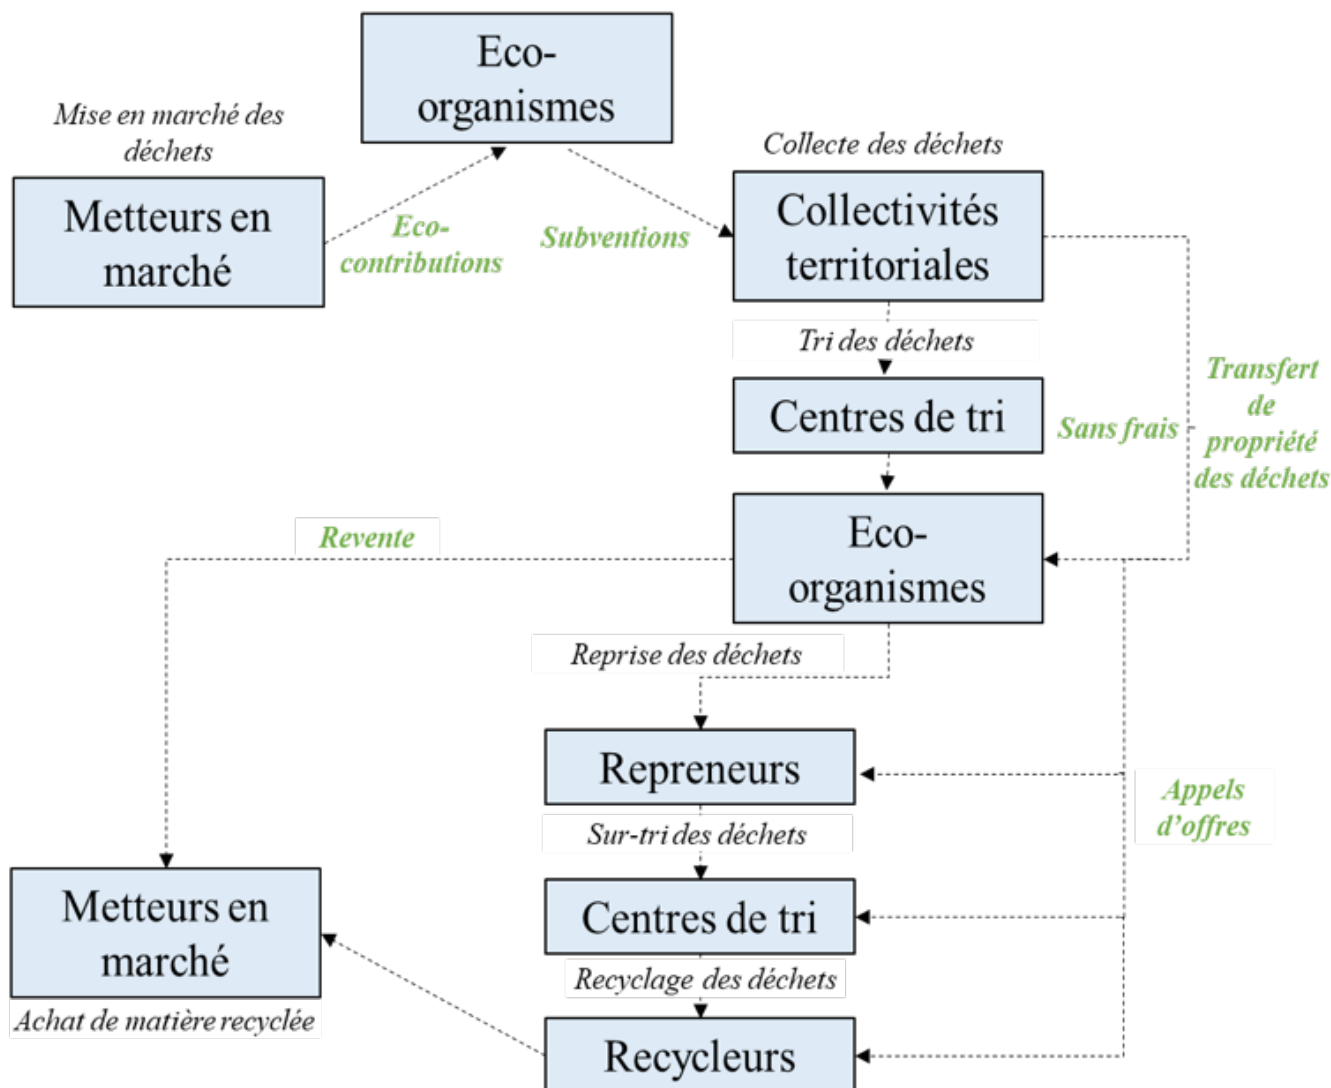 Eco-
organismes
Mise en marché des
déchets
Metteurs en
marché
Eco-
contributions
Subventions
Collecte des déchets
Collectivités
territoriales
Tri des déchets
Centres de tri
Sans frais
Transfert
de
propriété
des déchets
Eco-
organismes
Revente
Reprise des déchets
Repreneurs
Appels
d’offres
Sur-tri des déchets
Centres de tri
Metteurs en
marché
Achat de matière recyclée
Recyclage des déchets
Recycleurs